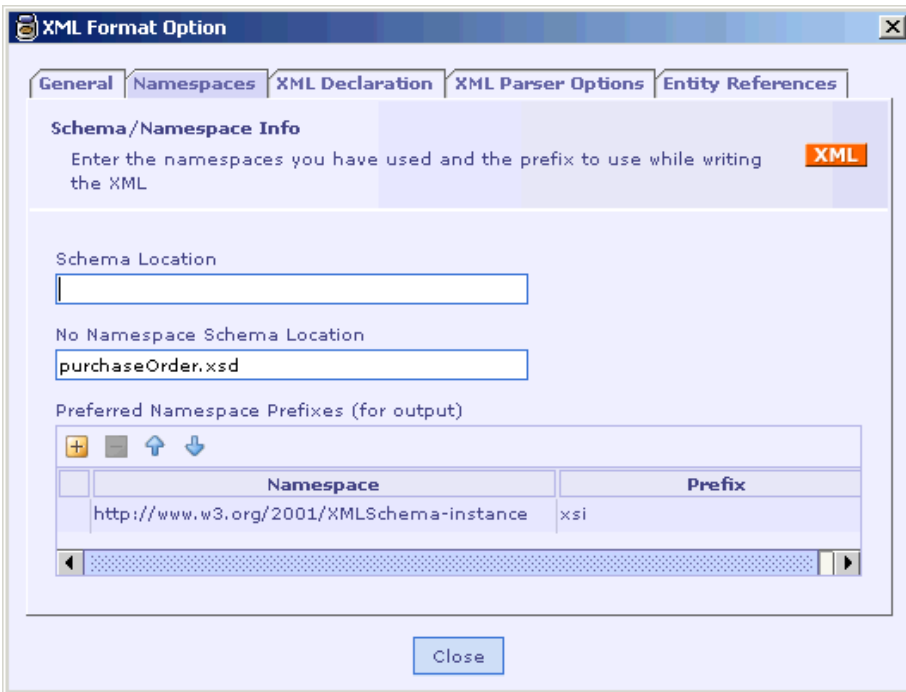 XML Format Option
General Namespaces XML Declaration XML Parser Options Entity References
Schema/Namespace Info
Enter the namespaces you have used and the prefix to use while writing
the XML
XML
Schema Location
No Namespace Schema Location
purchaseOrder.xsd
Preferred Namespace Prefixes (for output)
Namespace Prefix
http://www.w3.org/2001/XMLSchema-instance xsi
Close